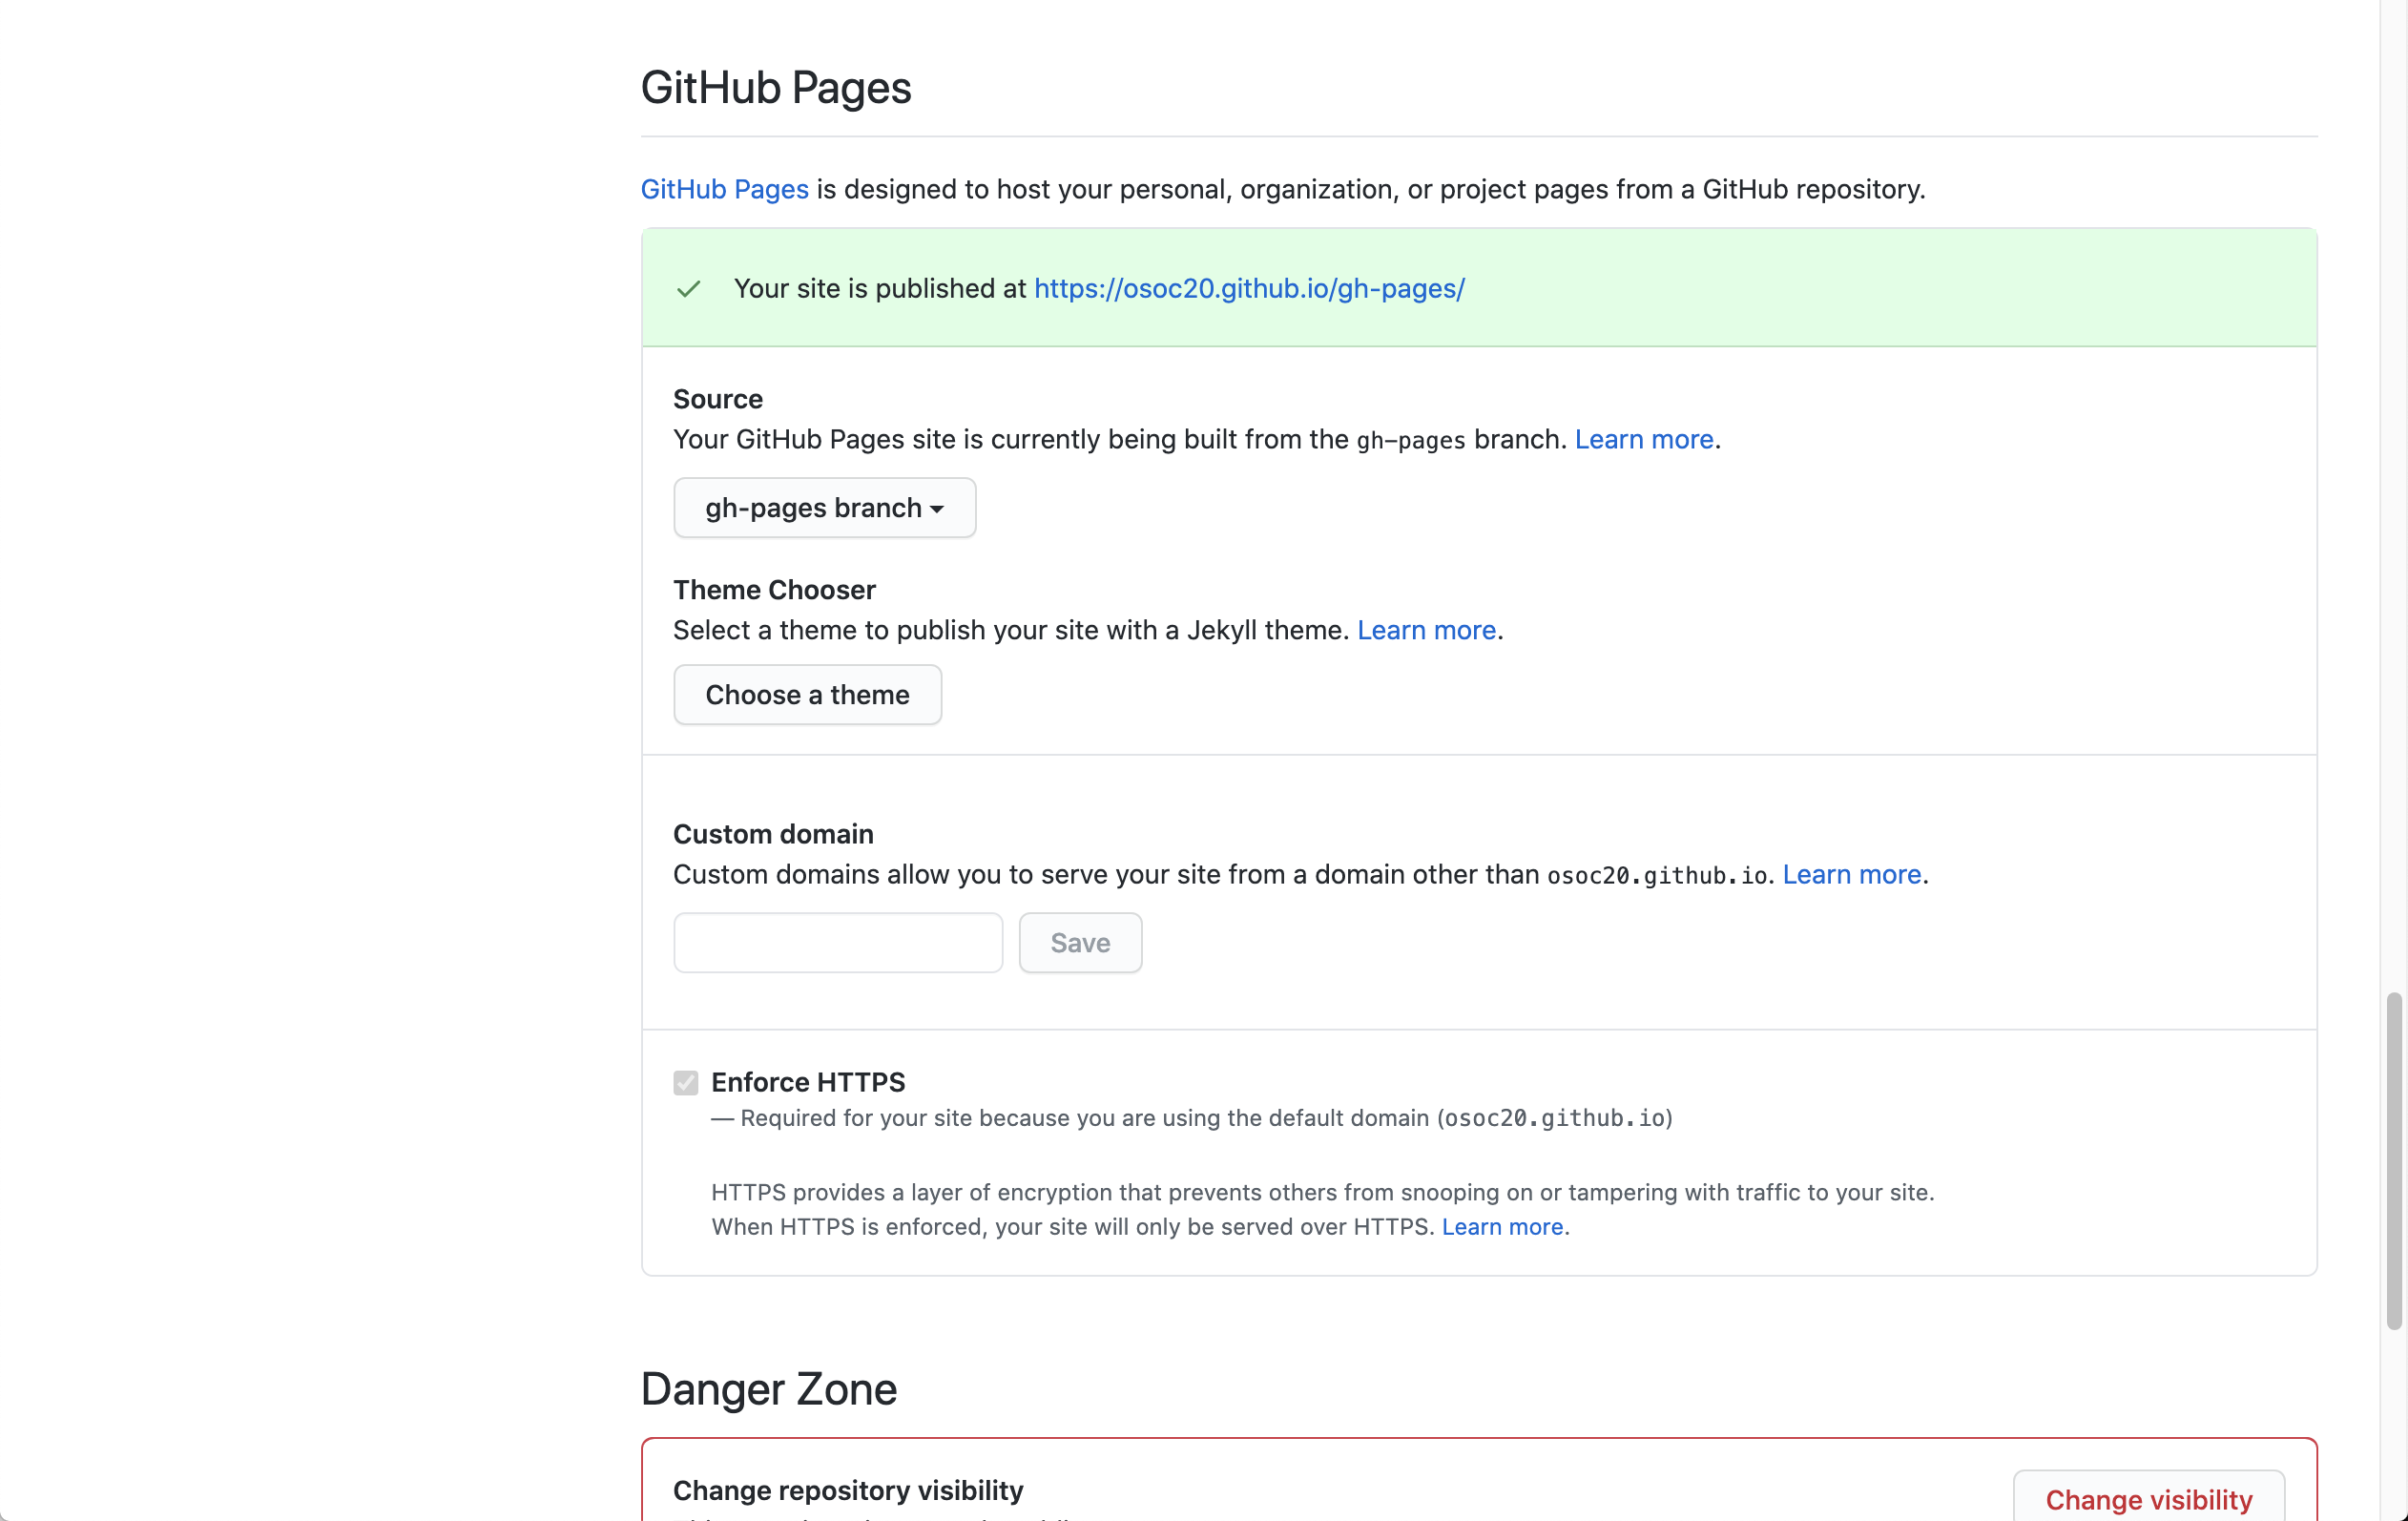 GitHub Pages
GitHub Pages is designed to host your personal, organization, or project pages from a GitHub repository.
Your site is published at https://osoc20.github.io/gh-pages/
Source
Your GitHub Pages site is currently being built from the gh-pages branch. Learn more.
gh-pages branch
Theme Chooser
Select a theme to publish your site with a Jekyll theme. Learn more.
Choose a theme
Custom domain
Custom domains allow you to serve your site from a domain other than osoc20.github.io. Learn more.
Save
Enforce HTTPS
— Required for your site because you are using the default domain (osoc20.github.io)
HTTPS provides a layer of encryption that prevents others from snooping on or tampering with traffic to your site.
When HTTPS is enforced, your site will only be served over HTTPS. Learn more.
Danger Zone
Change repository visibility
Change visibility